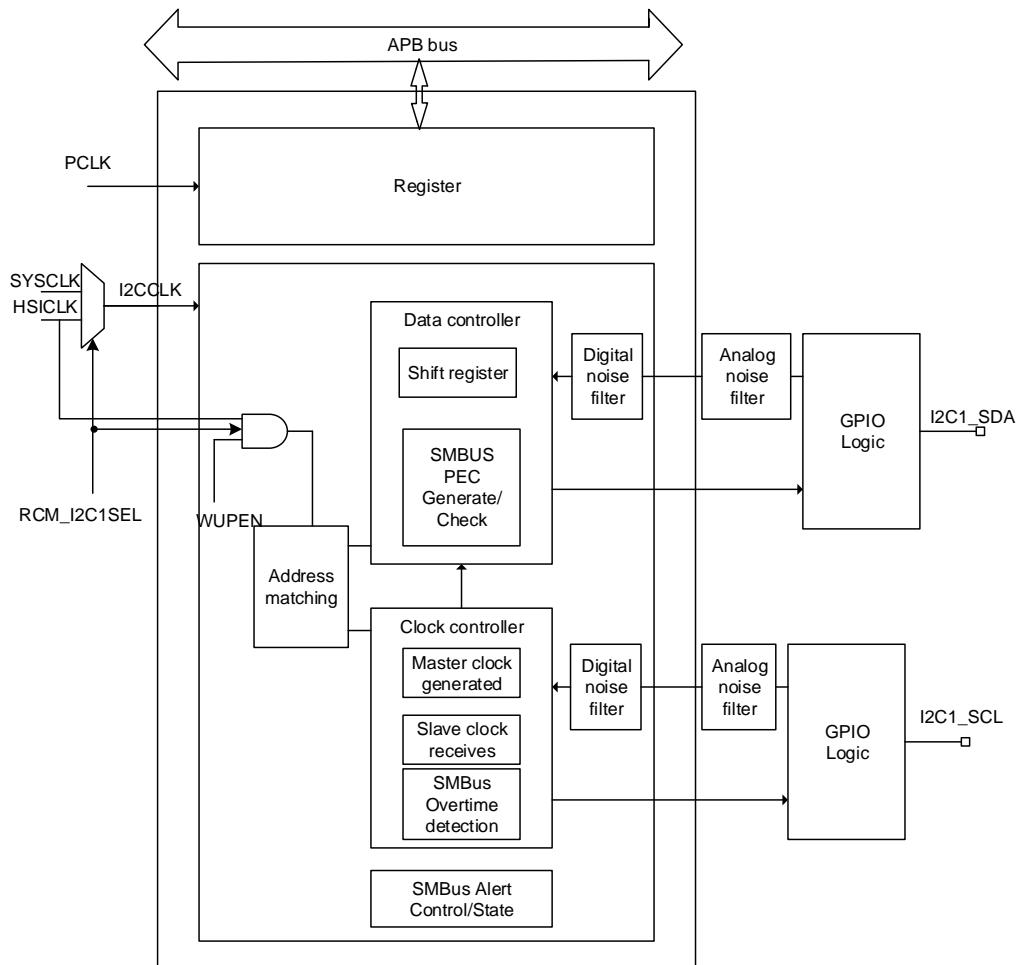 APB bus
PCLK
Register
SYSCLK
HSICLK
I2CCLK
Data controller
Shift register
Digital
noise
filter
Analog
noise
filter
GPIO
Logic
I2C1_SDA
SMBUS
PEC
Generate/
Check
RCM_I2C1SEL
WUPEN
Address
matching
Clock controller
Master clock
generated
Digital
noise
filter
Analog
noise
filter
GPIO
Logic
I2C1_SCL
Slave clock
receives
SMBus
Overtime
detection
SMBus Alert
Control/State